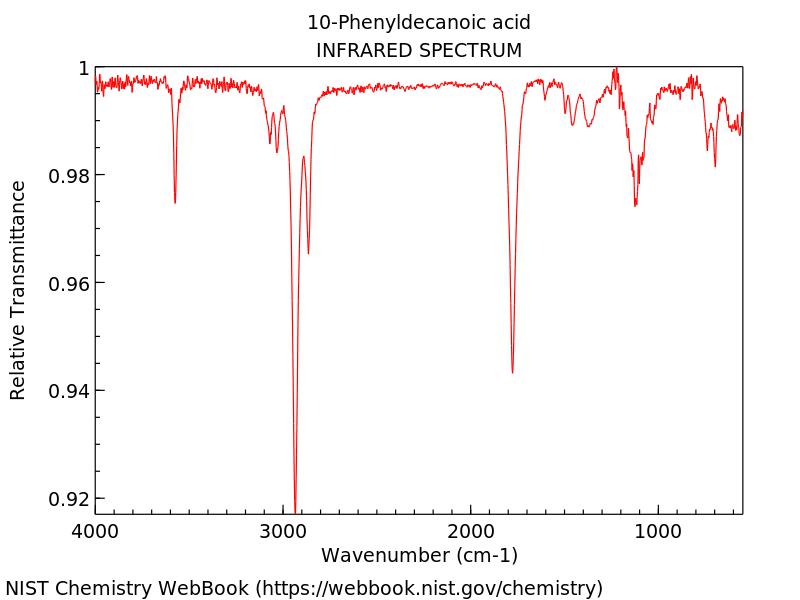 10-Phenyldecanoic acid
INFRARED SPECTRUM
1
0.98
0.96
0.94
0.92
Relative Transmittance
4000 3000 2000 1000
Wavenumber (cm-1)
NIST Chemistry WebBook (https://webbook.nist.gov/chemistry)